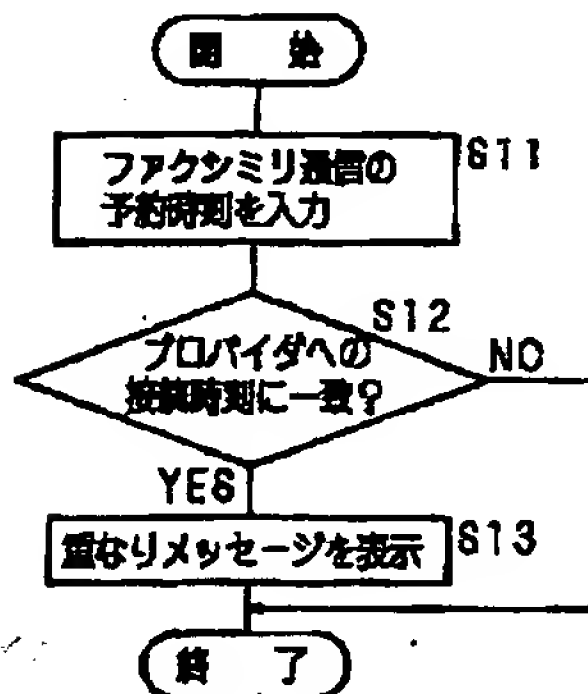 開 始
ファクシミリ通信の
予約時刻を入力
S11
S12
プロバイダへの
接続時刻に一致?
NO
YES
重なりメッセージを表示
S13
終 了